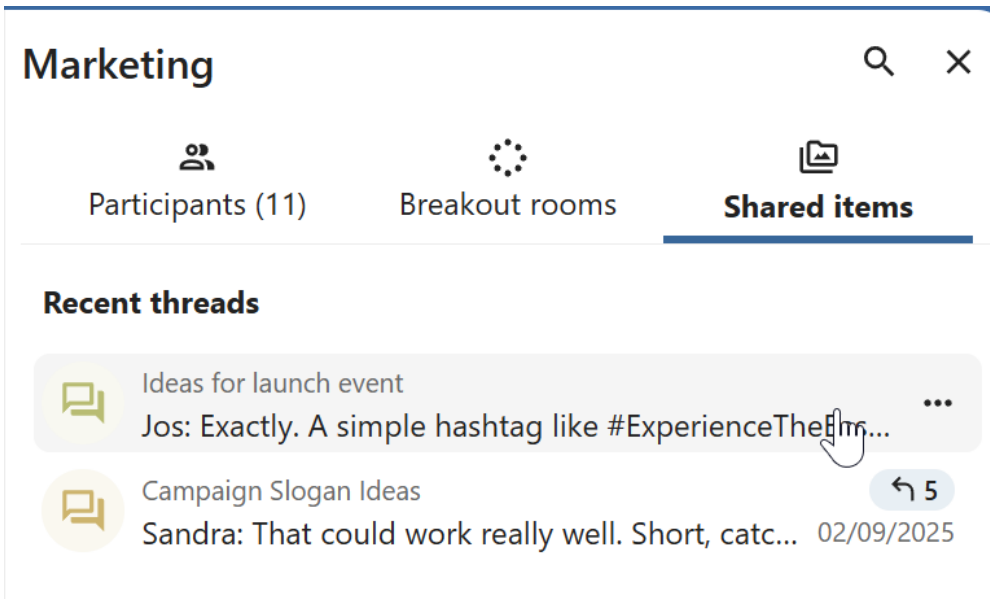 Marketing
Participants (11)
Breakout rooms
Shared items
Recent threads
Ideas for launch event
Jos: Exactly. A simple hashtag like
Campaign Slogan Ideas
5
Sandra: That could work really well. Short, catc...
02/09/2025